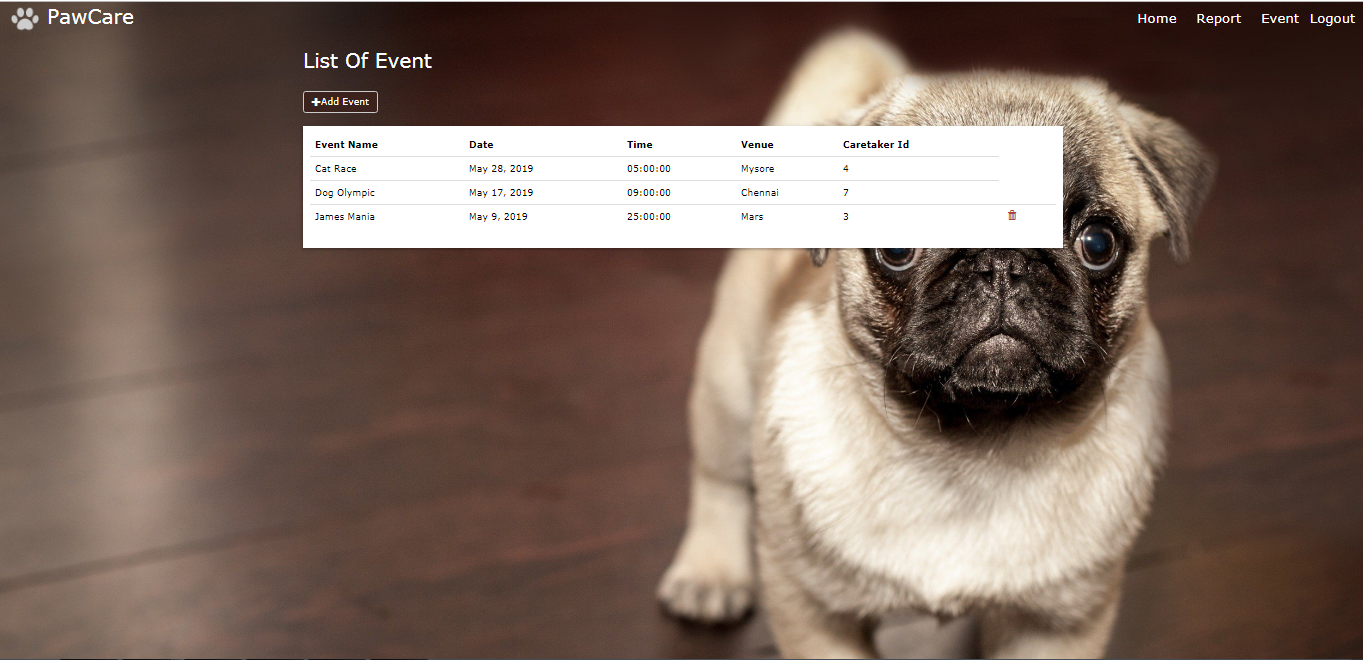 PawCare Home Report Event Logout
List Of Event
+Add Event
Event Name Date Time Venue Caretaker Id
Cat Race May 28, 2019 05:00:00 Mysore 4
Dog Olympic May 17, 2019 09:00:00 Chennai 7
James Mania May 9, 2019 25:00:00 Mars 3